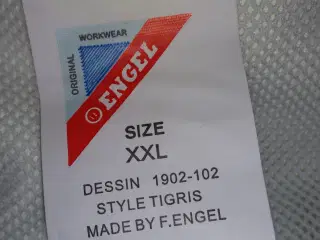 ORIGINAL
WORKWEAR
ENGEL
SIZE
XXL
DESSIN 1902-102
STYLE TIGRIS
MADE BY F.ENGEL